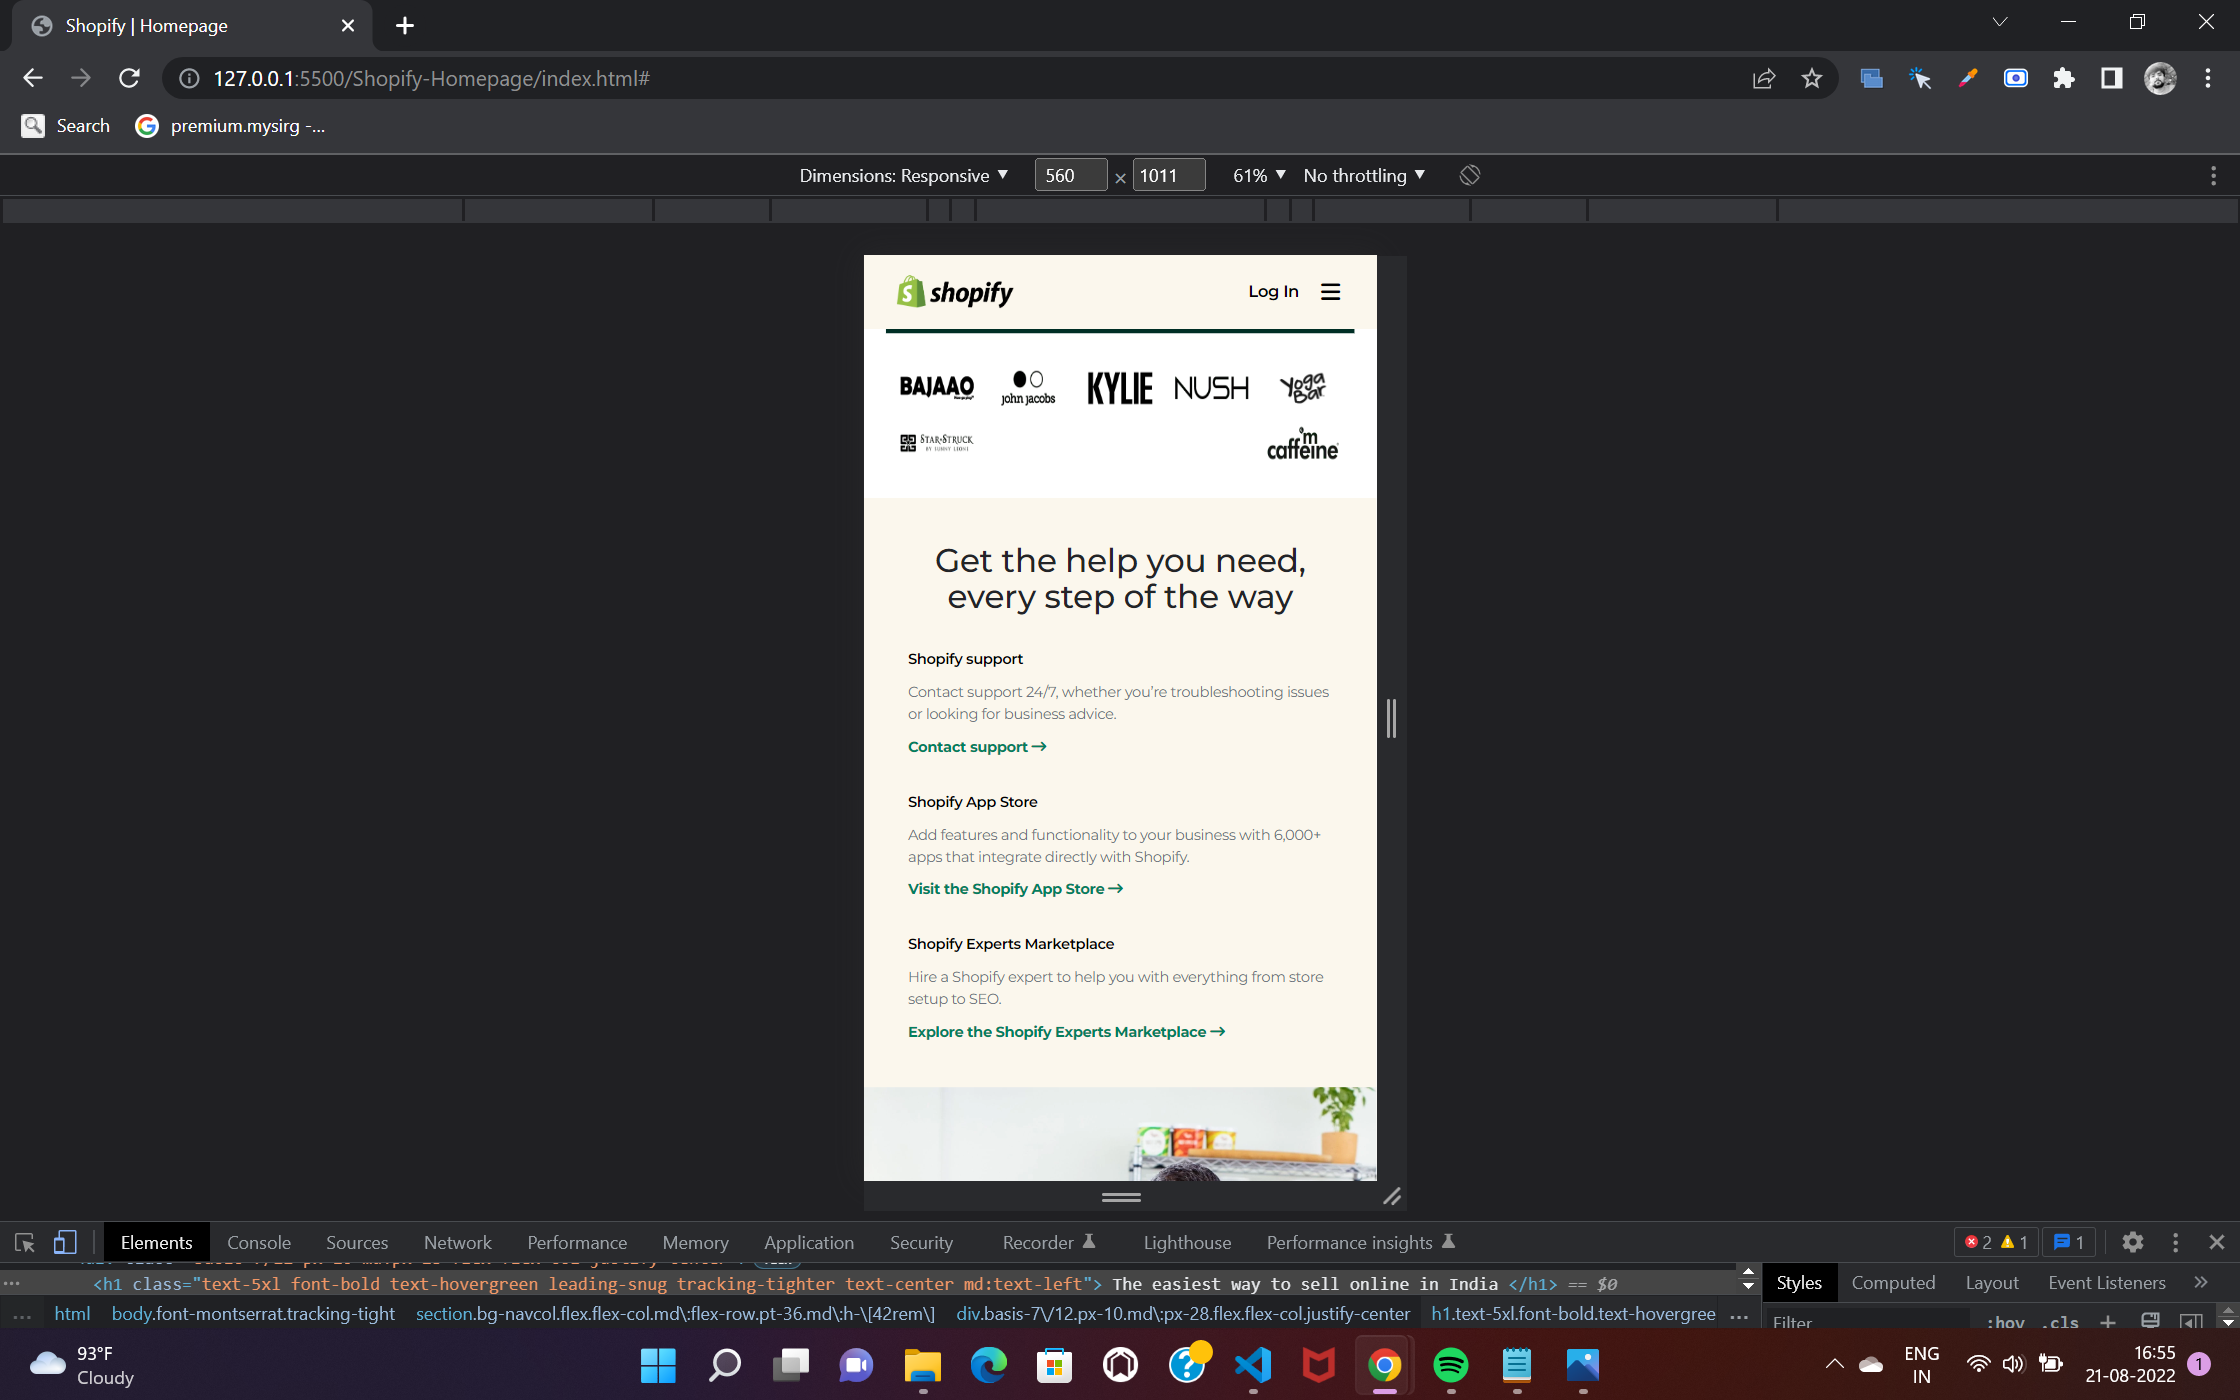 Shopify | Homepage
127.0.0.1:5500/Shopify-Homepage/index.html#
Search
premium.mysirg -...
Dimensions: Responsive ▼ 560 × 1011 61% ▼ No throttling ▼
shopify
Log In
BAJAAO
john jacobs
KYLIE
NUSH
Yoga Bar
STAR★STRUCK
BY SUNNY LEONE
m
caffeine
Get the help you need,
every step of the way
Shopify support
Contact support 24/7, whether you're troubleshooting issues
or looking for business advice.
Contact support →
Shopify App Store
Add features and functionality to your business with 6,000+
apps that integrate directly with Shopify.
Visit the Shopify App Store →
Shopify Experts Marketplace
Hire a Shopify expert to help you with everything from store
setup to SEO.
Explore the Shopify Experts Marketplace →
Elements Console Sources Network Performance Memory Application Security Recorder Lighthouse Performance insights 2 1 1
<h1 class="text-5xl font-bold text-hovergreen leading-snug tracking-tighter text-center md:text-left"> The easiest way to sell online in India </h1> == $0
Styles Computed Layout Event Listeners »
... html body.font-montserrat.tracking-tight section.bg-navcol.flex.flex-col.md\:flex-row.pt-36.md\:h-\[42rem\] div.basis-7\/12.px-10.md\:px-28.flex.flex-col.justify-center h1.text-5xl.font-bold.text-hovergree ...
Filter :hov .cls +
93°F
Cloudy
ENG
IN
16:55
21-08-2022
1